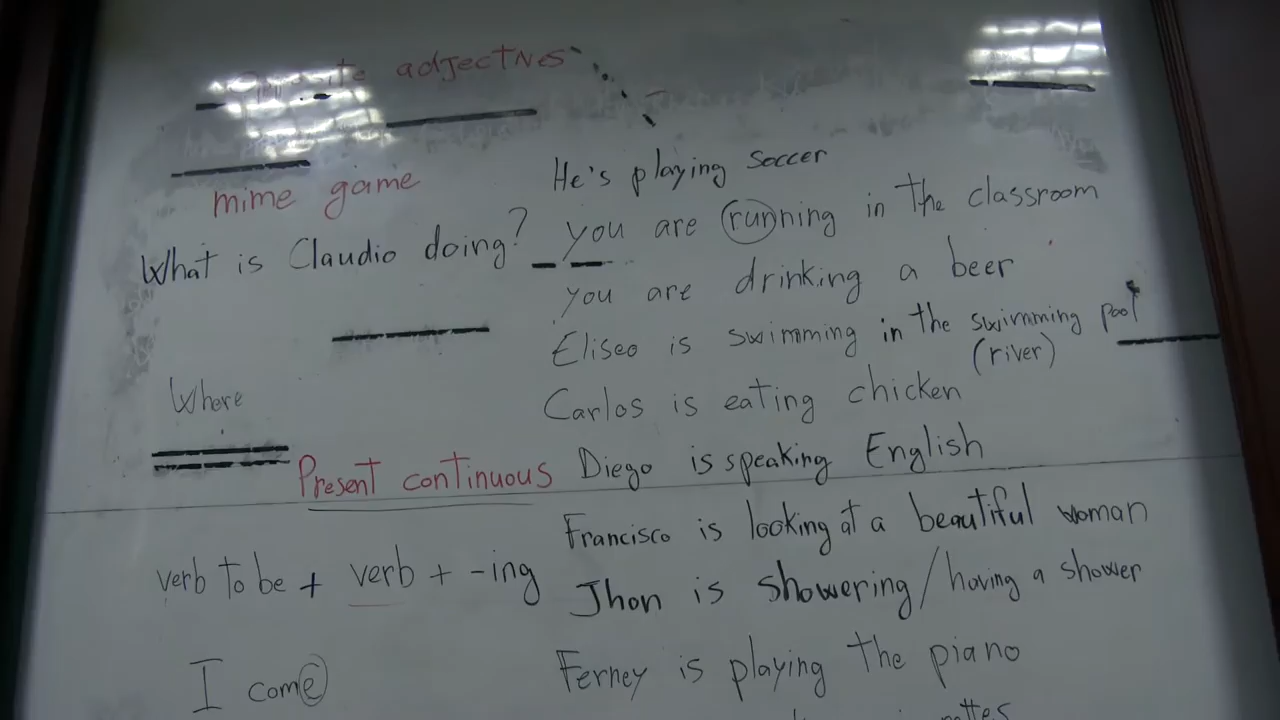 adjectives
mime game
What is Claudio doing?
Where
Present continuous
verb to be + verb + -ing
I come
He's playing soccer
you are running in the classroom
you are drinking a beer
Eliseo is swimming in the swimming pool
(river)
Carlos is eating chicken
Diego is speaking English
Francisco is looking at a beautiful woman
Jhon is showering/having a shower
Ferney is playing the piano